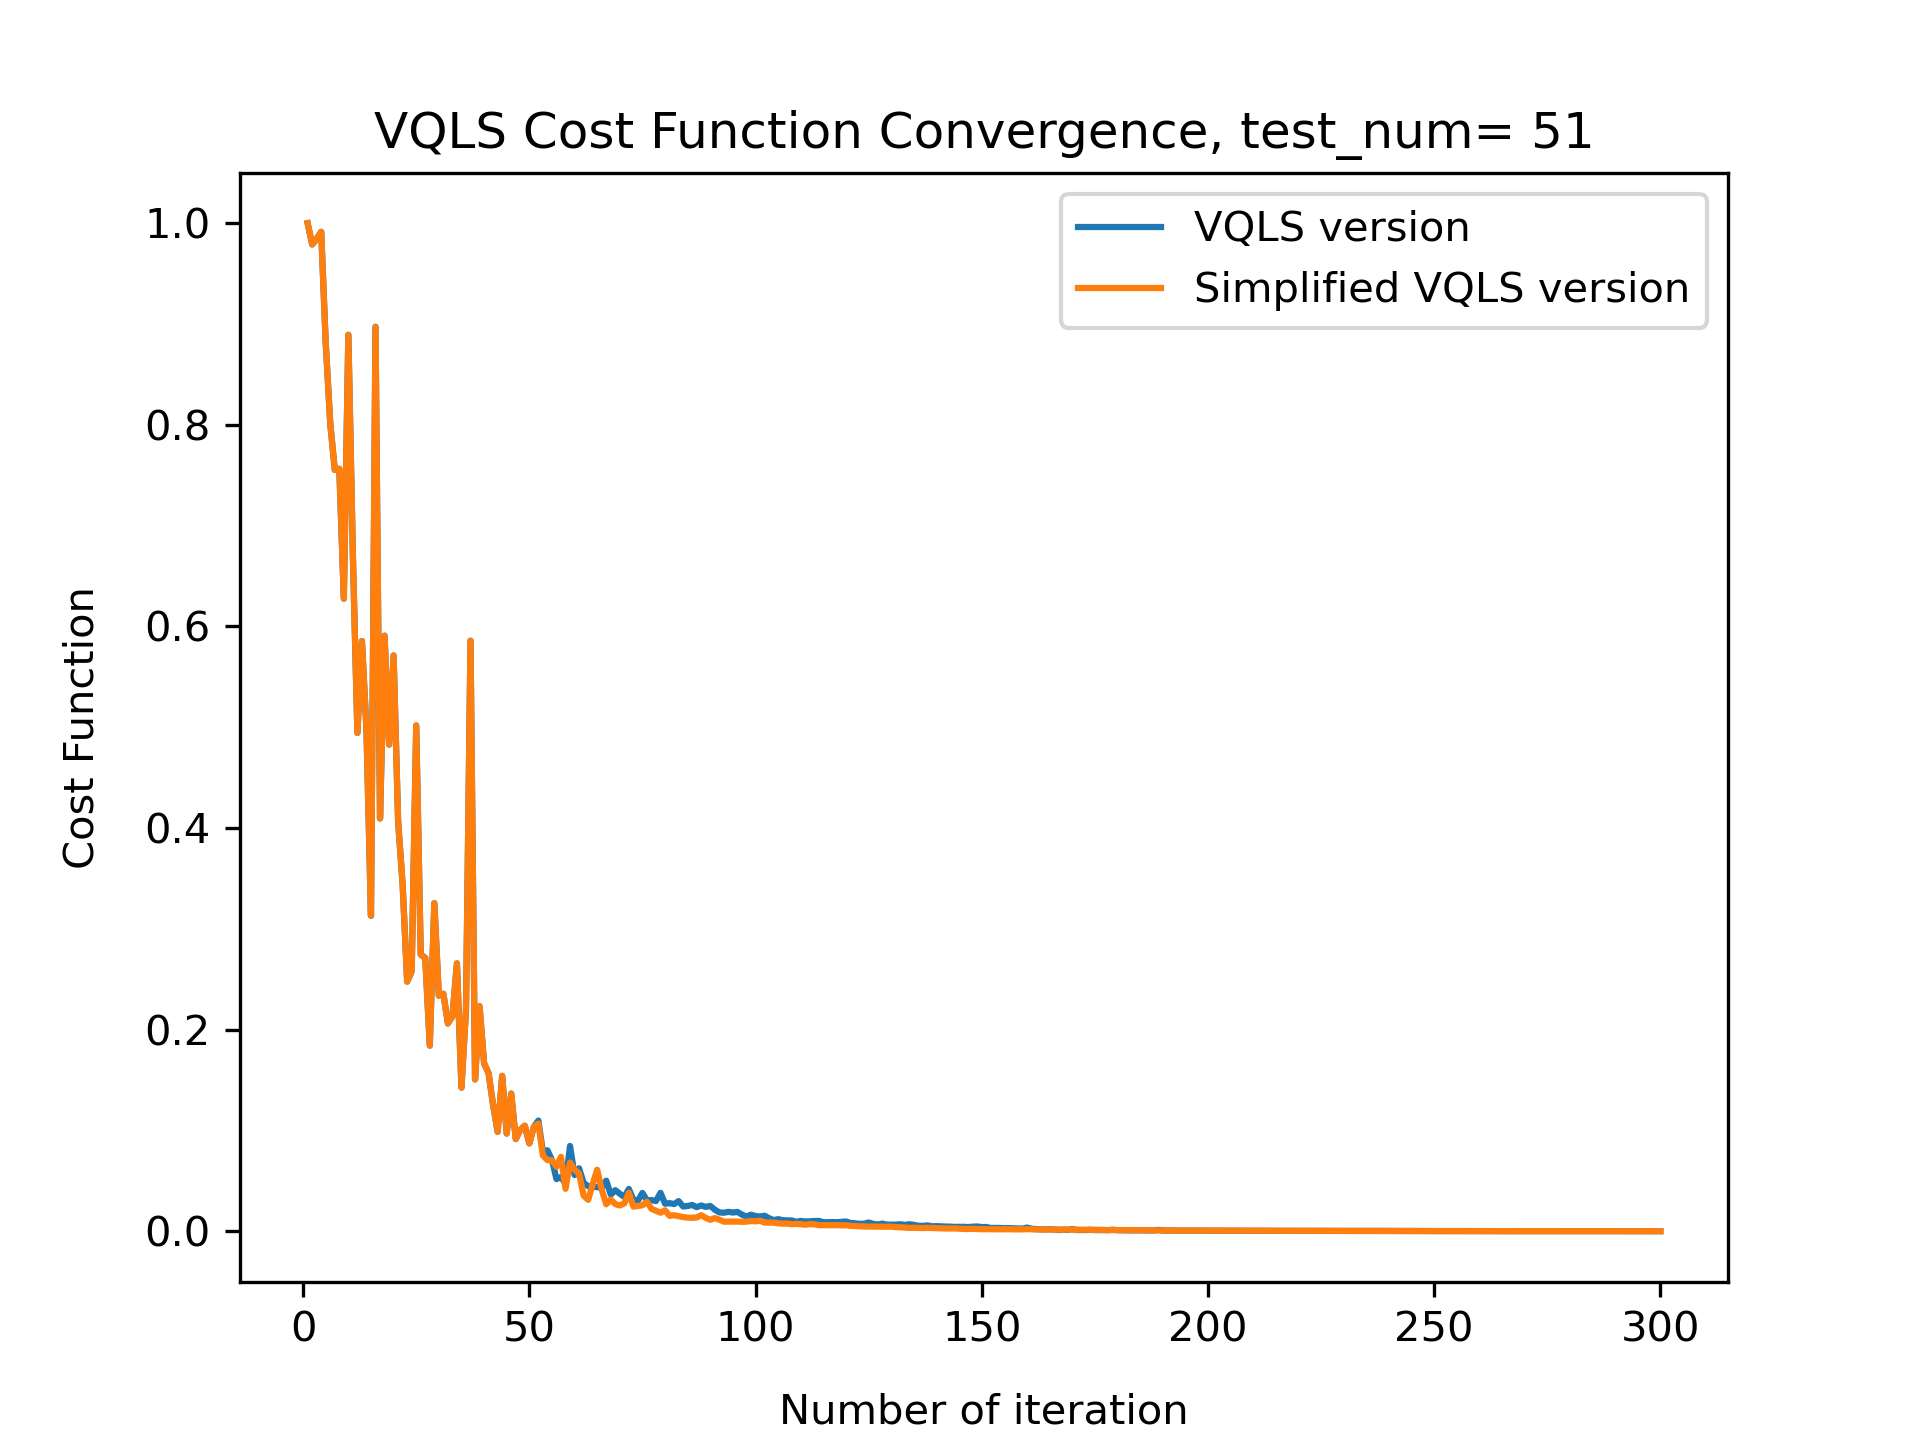 VQLS Cost Function Convergence, test_num= 51
VQLS version
Simplified VQLS version
1.0
0.8
0.6
0.4
0.2
0.0
Cost Function
0 50 100 150 200 250 300
Number of iteration